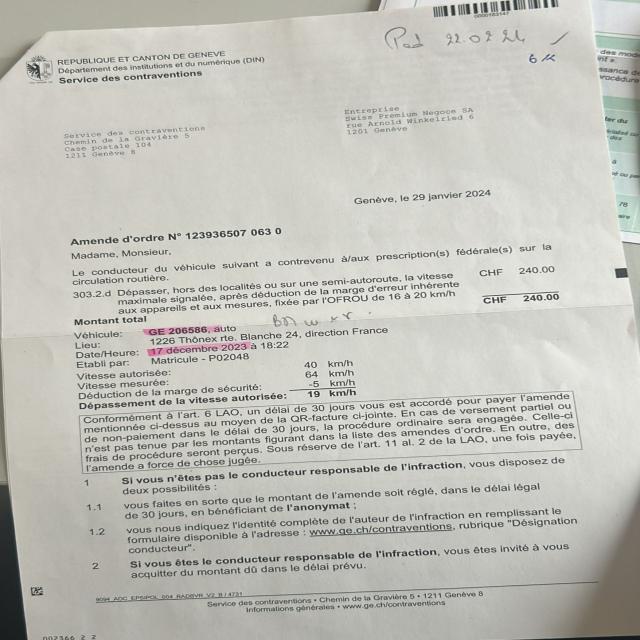 0000163147
Pad 22.02.24
REPUBLIQUE ET CANTON DE GENEVE
Département des institutions et du numérique (DIN)
Service des contraventions
Service des contraventions
Chemin de la Gravière 5
Case postale 104
1211 Genève 8
Entreprise
Swiss Premium Negoce SA
rue Arnold Winkelried 6
1201 Genève
Genève, le 29 janvier 2024
Amende d'ordre N° 123936507 063 0
Madame, Monsieur,
Le conducteur du véhicule suivant a contrevenu à/aux prescription(s) fédérale(s) sur la
circulation routière.
303.2.d Dépasser, hors des localités ou sur une semi-autoroute, la vitesse CHF 240.00
maximale signalée, après déduction de la marge d'erreur inhérente
aux appareils et aux mesures, fixée par l'OFROU de 16 à 20 km/h
Montant total CHF 240.00
Véhicule: GE 206586, auto
Lieu: 1226 Thônex rte. Blanche 24, direction France
Date/Heure: 17 décembre 2023 à 18:22
Etabli par: Matricule - P02048
Vitesse autorisée: 40 km/h
Vitesse mesurée: 64 km/h
Déduction de la marge de sécurité: -5 km/h
Dépassement de la vitesse autorisée: 19 km/h
Conformément à l'art. 6 LAO, un délai de 30 jours vous est accordé pour payer l'amende
mentionnée ci-dessus au moyen de la QR-facture ci-jointe. En cas de versement partiel ou
de non-paiement dans le délai de 30 jours, la procédure ordinaire sera engagée. Celle-ci
n'est pas tenue par les montants figurant dans la liste des amendes d'ordre. En outre, des
frais de procédure seront perçus. Sous réserve de l'art. 11 al. 2 de la LAO, une fois payée,
l'amende a force de chose jugée.
1 Si vous n'êtes pas le conducteur responsable de l'infraction, vous disposez de
deux possibilités :
1.1 vous faites en sorte que le montant de l'amende soit réglé, dans le délai légal
de 30 jours, en bénéficiant de l'anonymat ;
1.2 vous nous indiquez l'identité complète de l'auteur de l'infraction en remplissant le
formulaire disponible à l'adresse : www.ge.ch/contraventions, rubrique "Désignation
conducteur".
2 Si vous êtes le conducteur responsable de l'infraction, vous êtes invité à vous
acquitter du montant dû dans le délai prévu.
Service des contraventions • Chemin de la Gravière 5 • 1211 Genève 8
Informations générales • www.ge.ch/contraventions
002366 2 2